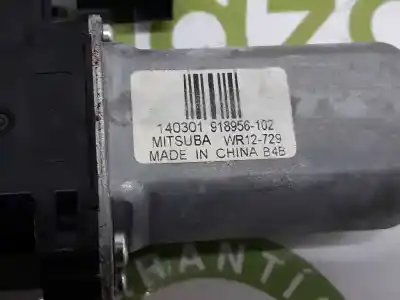 140301 918956-102
MITSUBA WR12-729
MADE IN CHINA B4B